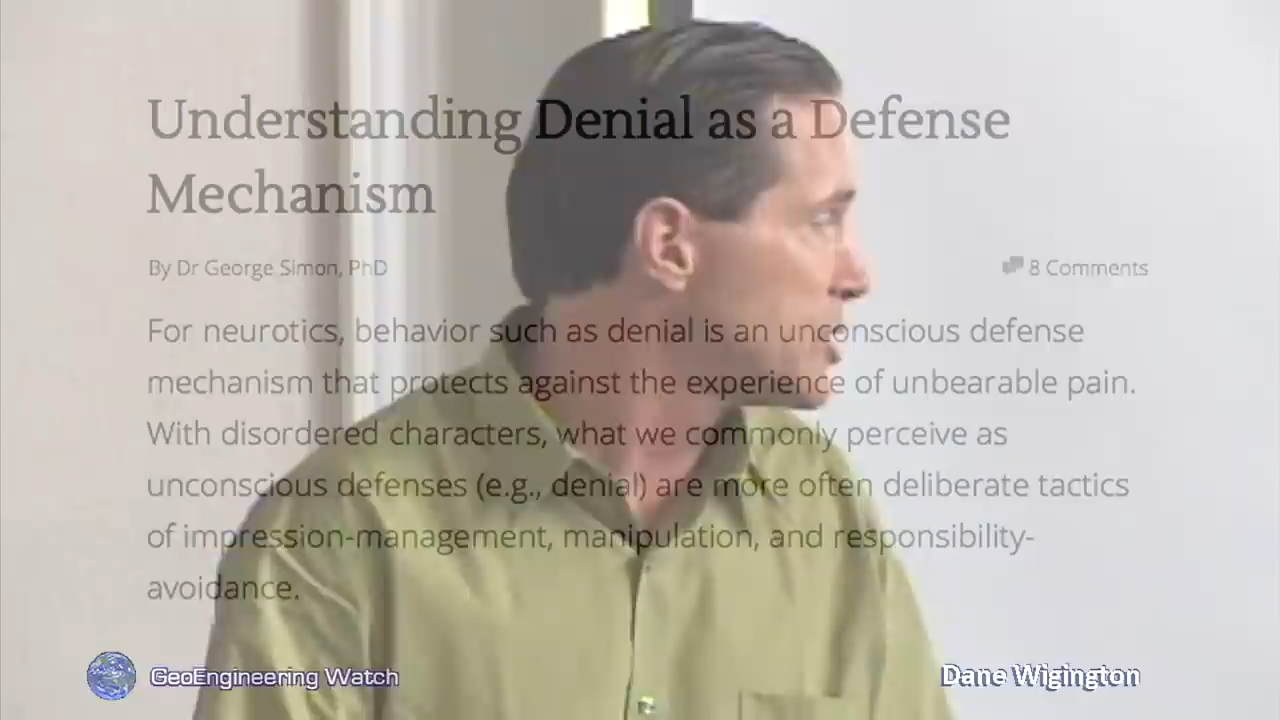 Understanding Denial as a Defense
Mechanism
By Dr George Simon, PhD
8 Comments
For neurotics, behavior such as denial is an unconscious defense
mechanism that protects against the experience of unbearable pain.
With disordered characters, what we commonly perceive as
unconscious defenses (e.g., denial) are more often deliberate tactics
of impression-management, manipulation, and responsibility-
avoidance.
GeoEngineering Watch
Dane Wigington